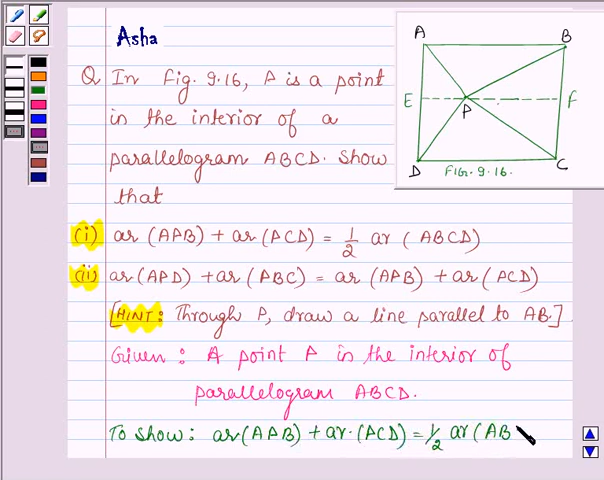 Asha
Q In Fig. 9.16, P is a point
in the interior of a
parallelogram ABCD. Show
that
(i) ar (APB) + ar (PCD) = 1/2 ar (ABCD)
(ii) ar (APD) + ar (PBC) = ar (APB) + ar (PCD)
[HINT: Through P, draw a line parallel to AB.]
Given: A point P in the interior of
parallelogram ABCD.
To Show: ar (APB) + ar. (PCD) = 1/2 ar (AB
A B
E P F
D C
FIG. 9.16.